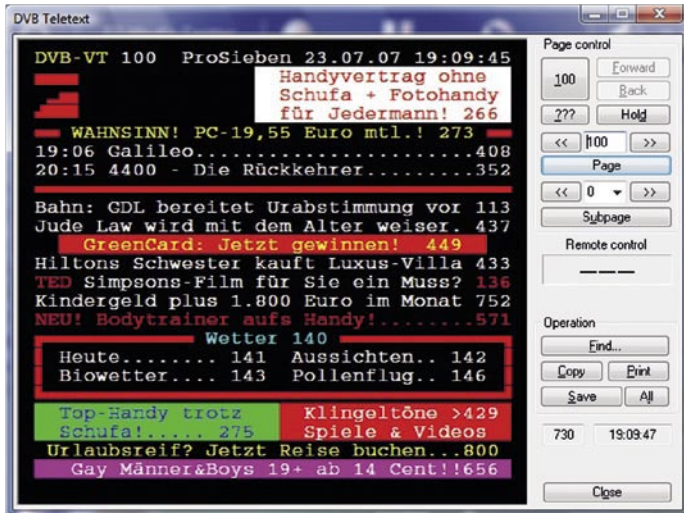 DVB Teletext
DVB-VT 100 ProSieben 23.07.07 19:09:45
Handyvertrag ohne
Schufa + Fotohandy
für Jedermann! 266
WAHNSINN! PC-19,55 Euro mtl.! 273
19:06 Galileo......................408
20:15 4400 - Die Rückkehrer.........352
Bahn: GDL bereitet Urabstimmung vor 113
Jude Law wird mit dem Alter weiser. 437
GreenCard: Jetzt gewinnen! 449
Hiltons Schwester kauft Luxus-Villa 433
TED Simpsons-Film für Sie ein Muss? 136
Kindergeld plus 1.800 Euro im Monat 752
NEU! Bodytrainer aufs Handy!........571
Wetter 140
Heute........ 141 Aussichten.. 142
Biowetter.... 143 Pollenflug.. 146
Top-Handy trotz
Schufa!..... 275
Klingeltöne >429
Spiele & Videos
Urlaubsreif? Jetzt Reise buchen...800
Gay Männer&Boys 19+ ab 14 Cent!!656
Page control
100
Forward
Back
???
Hold
<< 100 >>
Page
<< 0 >>
Subpage
Remote control
———
Operation
Find...
Copy Print
Save All
730 19:09:47
Close